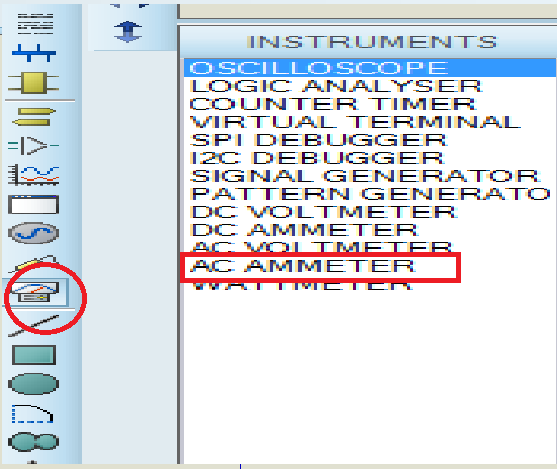 INSTRUMENTS
OSCILLOSCOPE
LOGIC ANALYSER
COUNTER TIMER
VIRTUAL TERMINAL
SPI DEBUGGER
I2C DEBUGGER
SIGNAL GENERATOR
PATTERN GENERATO
DC VOLTMETER
DC AMMETER
AC VOLTMETER
AC AMMETER
WATTMETER